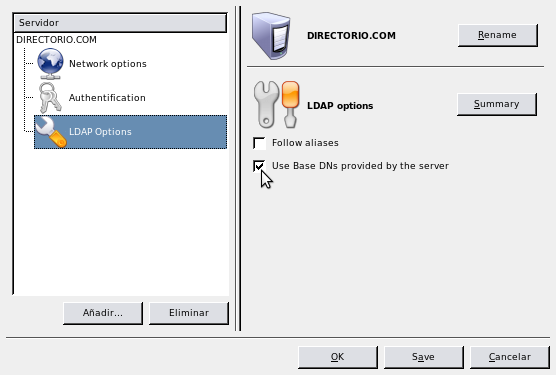 Servidor
DIRECTORIO.COM
Network options
Authentification
LDAP Options
Añadir...
Eliminar
DIRECTORIO.COM
Rename
LDAP options
Summary
Follow aliases
Use Base DNs provided by the server
OK
Save
Cancelar